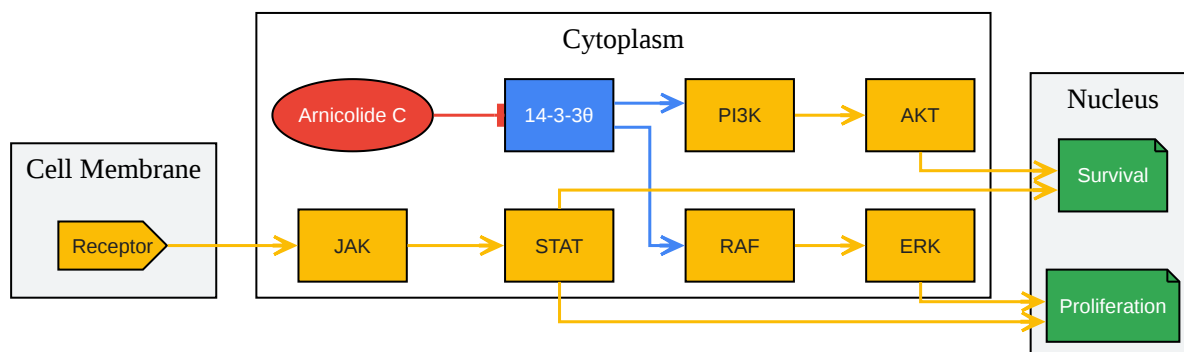 Cytoplasm
Arnicolide C
14-3-3θ
PI3K
AKT
Nucleus
Survival
Cell Membrane
Receptor
JAK
STAT
RAF
ERK
Proliferation